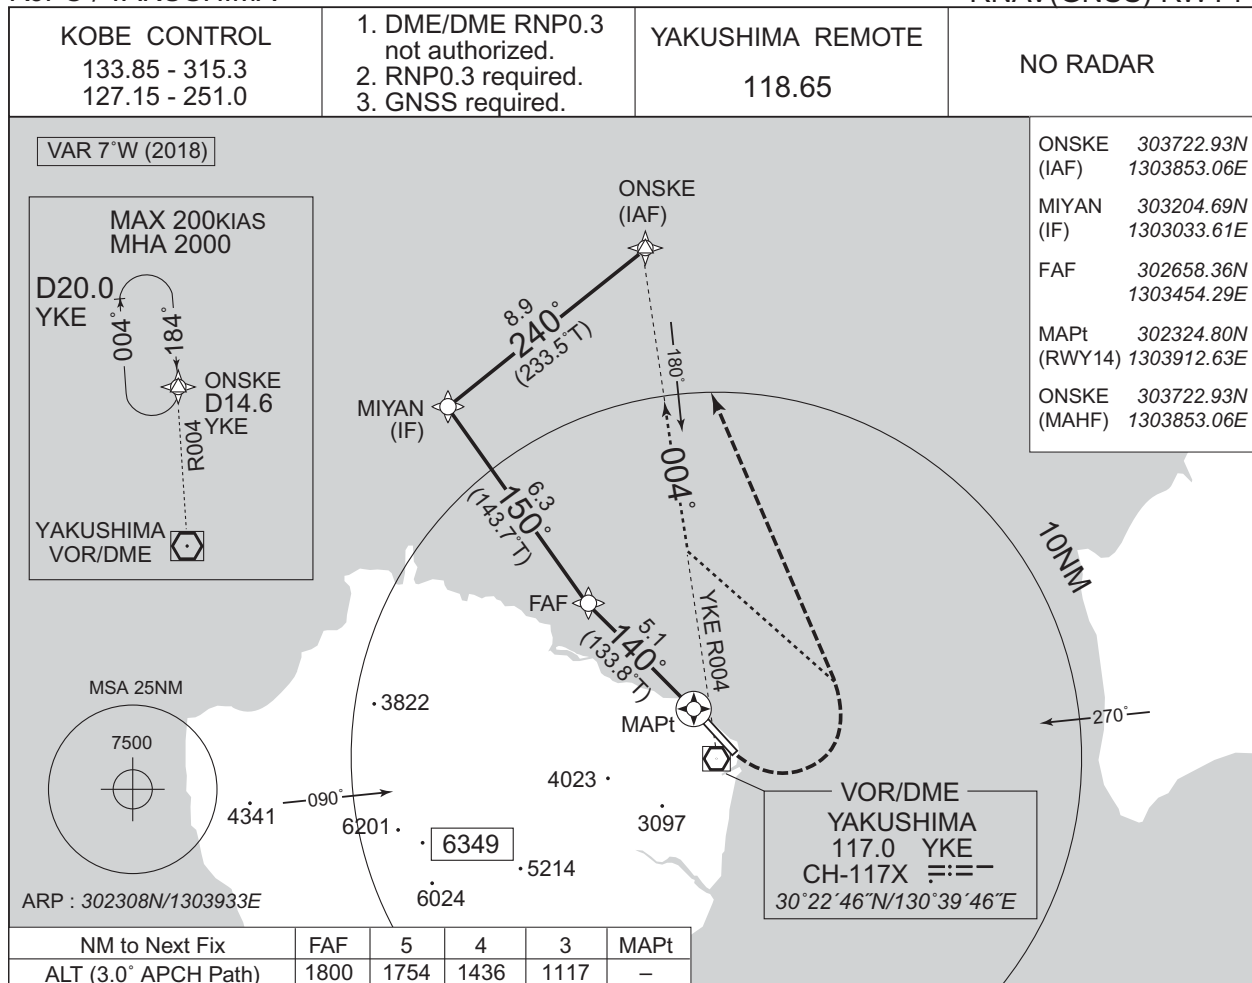 KOBE CONTROL
133.85 - 315.3
127.15 - 251.0
1. DME/DME RNP0.3
not authorized.
2. RNP0.3 required.
3. GNSS required.
YAKUSHIMA REMOTE
118.65
NO RADAR
VAR 7°W (2018)
ONSKE 303722.93N
(IAF) 1303853.06E
MIYAN 303204.69N
(IF) 1303033.61E
FAF 302658.36N
1303454.29E
MAPt 302324.80N
(RWY14) 1303912.63E
ONSKE 303722.93N
(MAHF) 1303853.06E
MAX 200KIAS
MHA 2000
D20.0
YKE
004°
184°
ONSKE
D14.6
YKE
R004
YAKUSHIMA
VOR/DME
ONSKE
(IAF)
8.9
240°
(233.5°T)
180°
MIYAN
(IF)
004°
6.3
150°
(143.7°T)
10NM
FAF
YKE R004
5.1
140°
(133.8°T)
MAPt
MSA 25NM
7500
3822
270°
4023
090°
4341
6201
3097
6349
5214
6024
VOR/DME
YAKUSHIMA
117.0 YKE
CH-117X
30°22´46˝N/130°39´46˝E
ARP : 302308N/1303933E
NM to Next Fix FAF 5 4 3 MAPt
ALT (3.0° APCH Path) 1800 1754 1436 1117 –